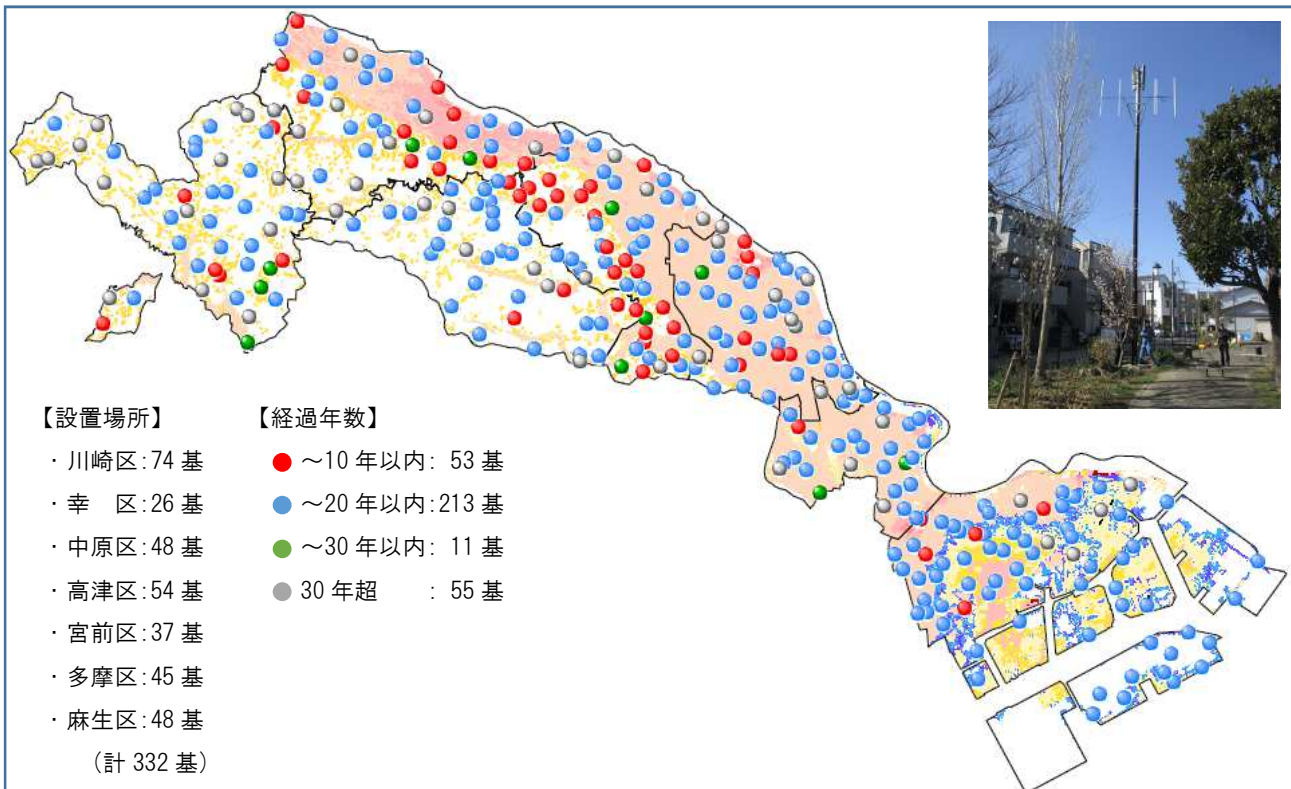 【設置場所】
・川崎区:74 基
・幸　区:26 基
・中原区:48 基
・高津区:54 基
・宮前区:37 基
・多摩区:45 基
・麻生区:48 基
（計 332 基）
【経過年数】
～10 年以内: 53 基
～20 年以内:213 基
～30 年以内: 11 基
30 年超　: 55 基